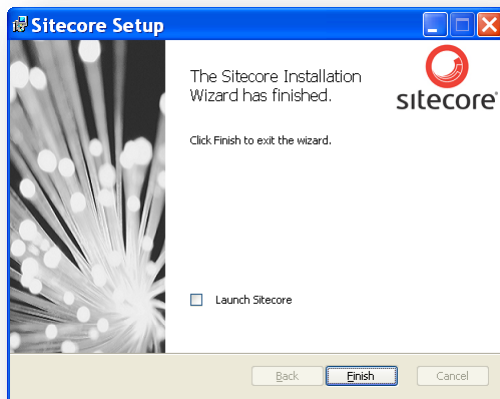 Sitecore Setup
The Sitecore Installation
Wizard has finished.
sitecore
Click Finish to exit the wizard.
Launch Sitecore
Back
Finish
Cancel